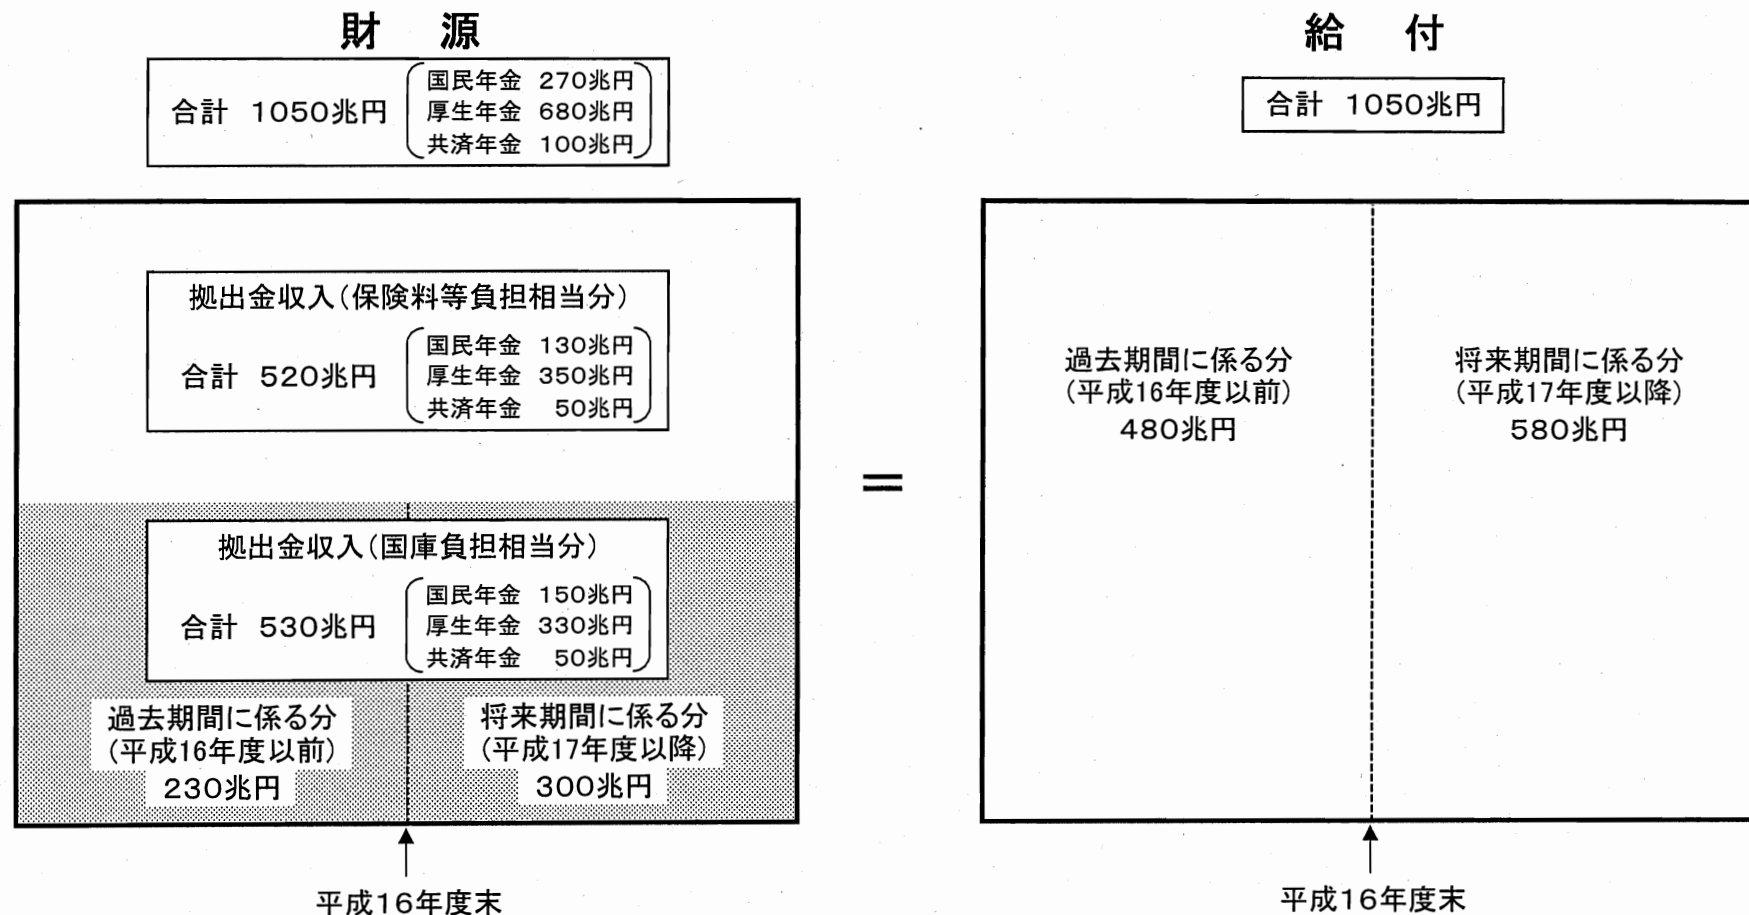 財　源
合計 1050兆円
国民年金 270兆円
厚生年金 680兆円
共済年金 100兆円
拠出金収入（保険料等負担相当分）
合計 520兆円
国民年金 130兆円
厚生年金 350兆円
共済年金 50兆円
拠出金収入（国庫負担相当分）
合計 530兆円
国民年金 150兆円
厚生年金 330兆円
共済年金 50兆円
過去期間に係る分
（平成16年度以前）
230兆円
将来期間に係る分
（平成17年度以降）
300兆円
平成16年度末
＝
給　付
合計 1050兆円
過去期間に係る分
（平成16年度以前）
480兆円
将来期間に係る分
（平成17年度以降）
580兆円
平成16年度末